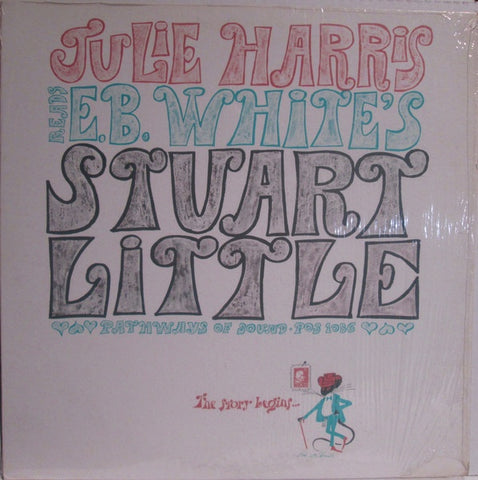 JULiE HARRiS
READS
E.B. WHiTE'S
STUART
LiTTLE
PATHWAYS OF SOUND · POS 1036
The story begins...